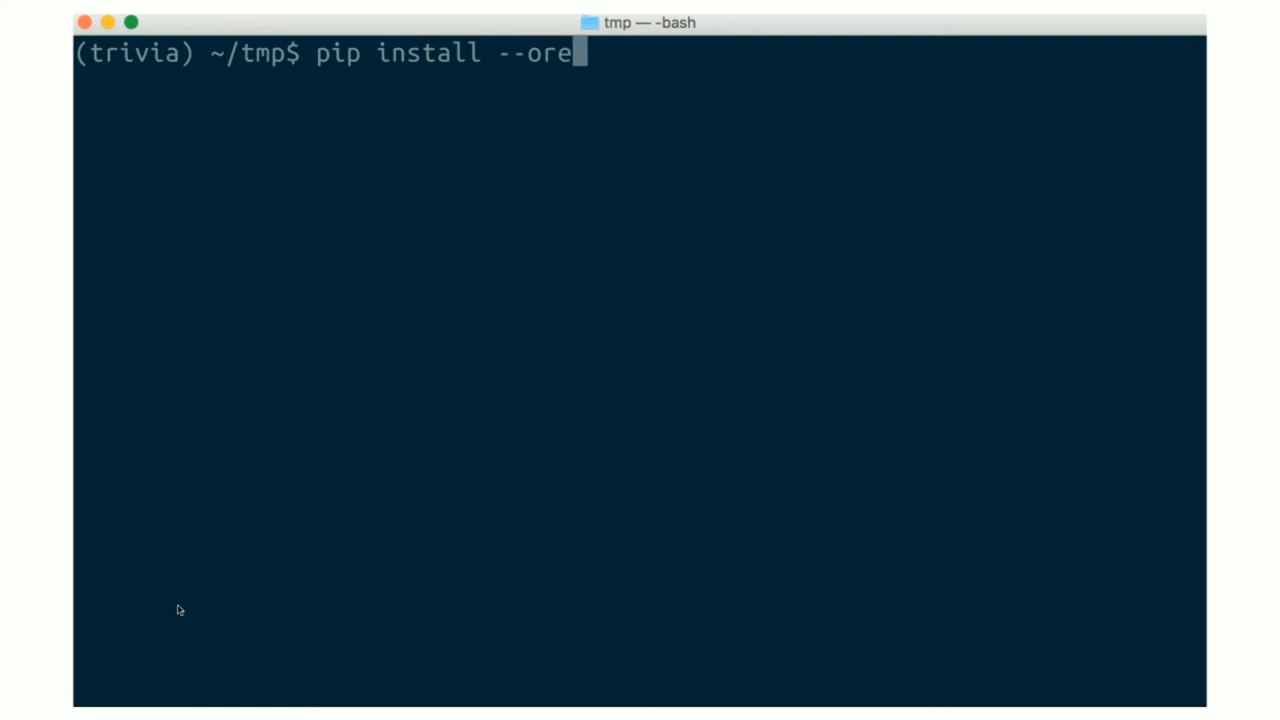 tmp — -bash
(trivia) ~/tmp$ pip install --ore